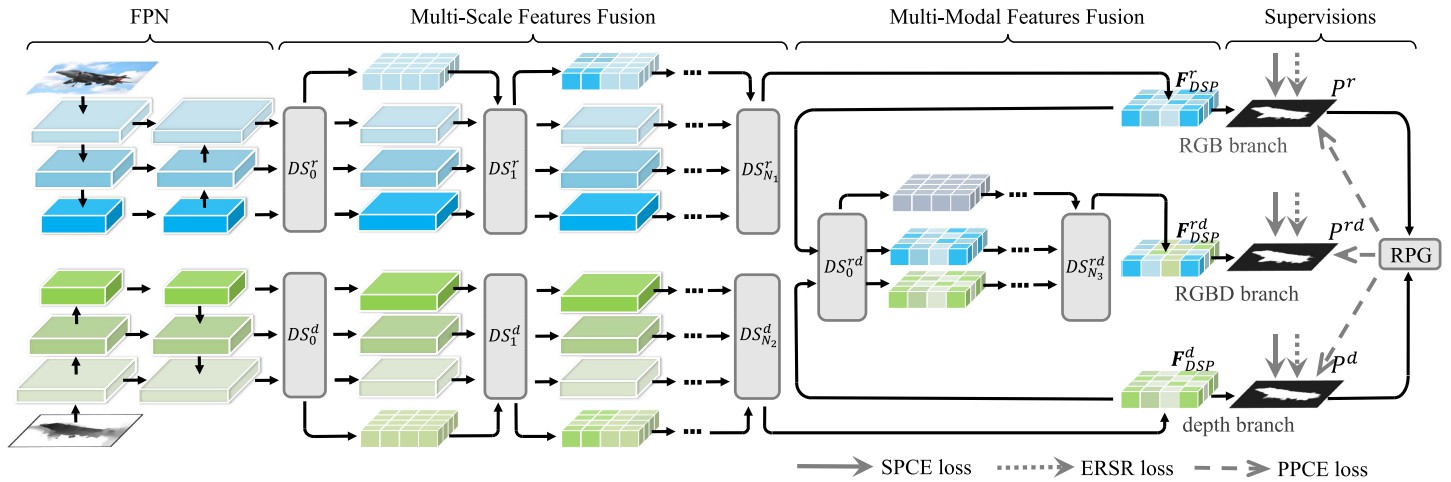 FPN
Multi-Scale Features Fusion
Multi-Modal Features Fusion
Supervisions
DS_0^r
DS_1^r
DS_{N_1}^r
F_{DSP}^r
P^r
RGB branch
DS_0^{rd}
DS_{N_3}^{rd}
F_{DSP}^{rd}
P^{rd}
RPG
RGBD branch
DS_0^d
DS_1^d
DS_{N_2}^d
F_{DSP}^d
P^d
depth branch
SPCE loss
ERSR loss
PPCE loss